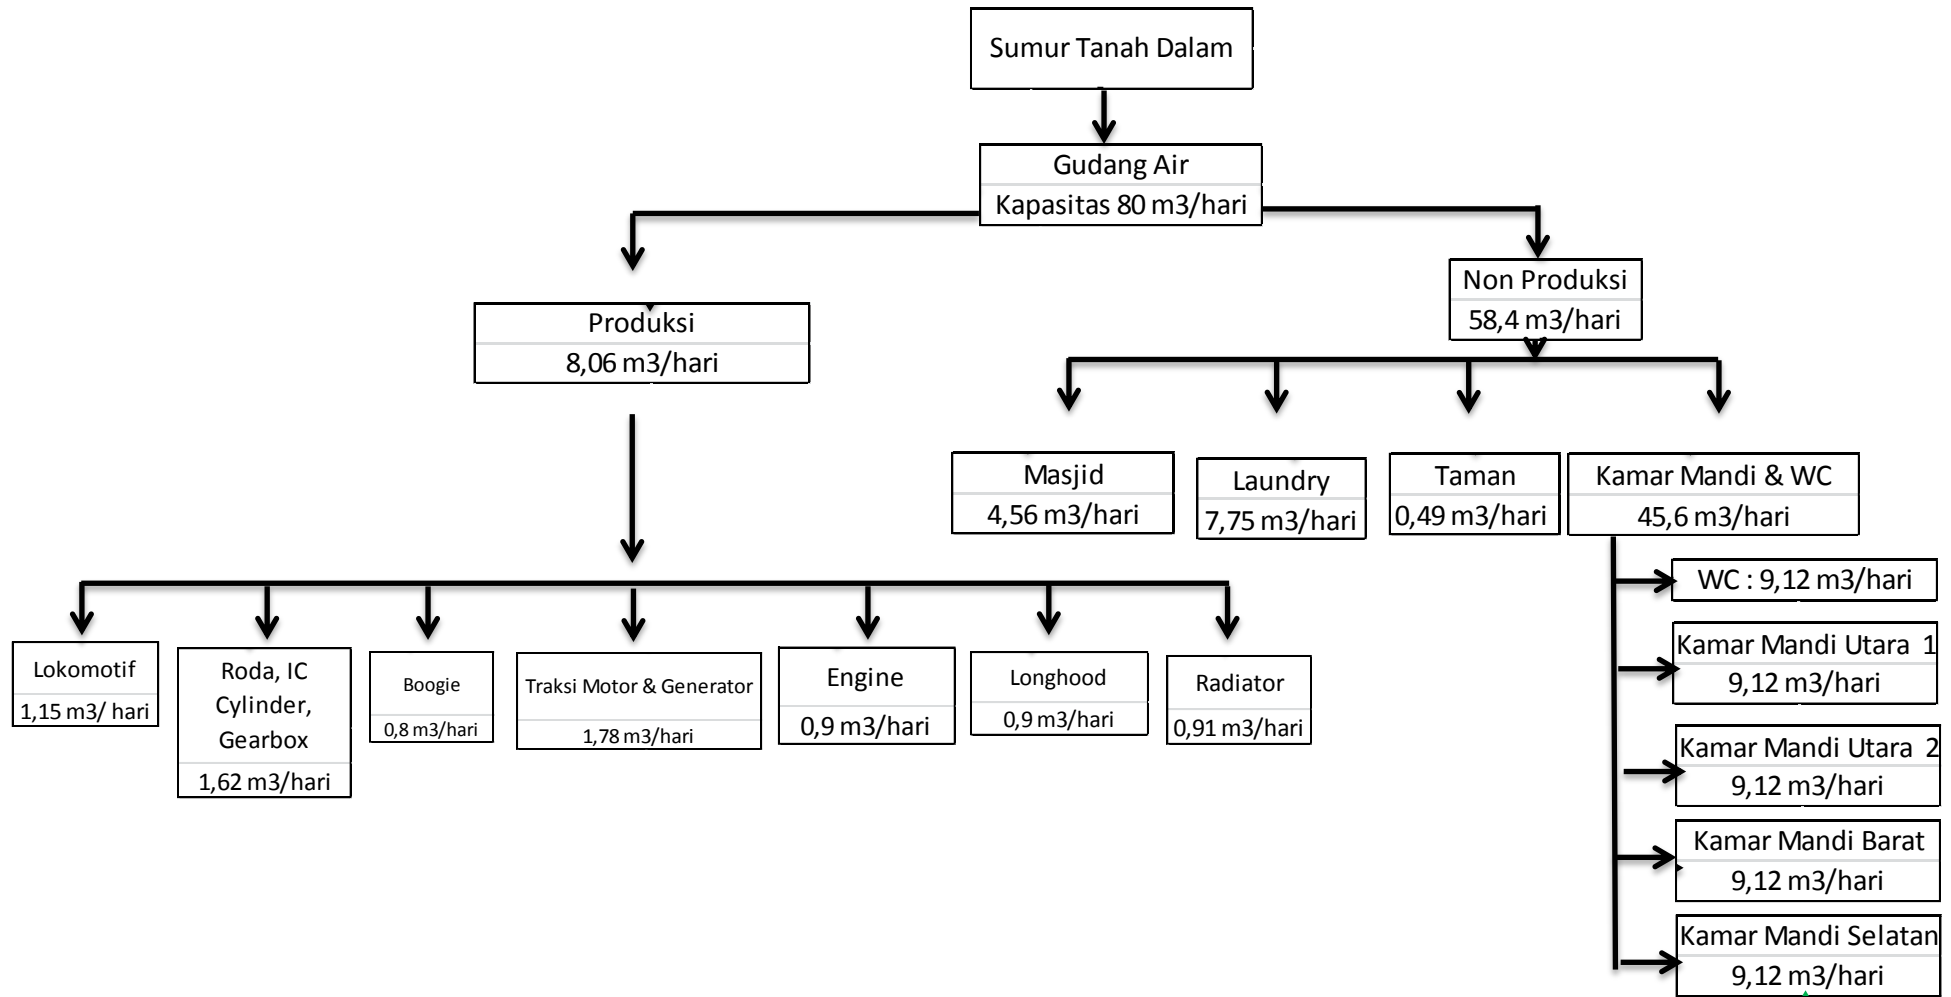 Sumur Tanah Dalam
Gudang Air
Kapasitas 80 m3/hari
Produksi
8,06 m3/hari
Non Produksi
58,4 m3/hari
Masjid
4,56 m3/hari
Laundry
7,75 m3/hari
Taman
0,49 m3/hari
Kamar Mandi & WC
45,6 m3/hari
WC : 9,12 m3/hari
Kamar Mandi Utara 1
9,12 m3/hari
Kamar Mandi Utara 2
9,12 m3/hari
Kamar Mandi Barat
9,12 m3/hari
Kamar Mandi Selatan
9,12 m3/hari
Lokomotif
1,15 m3/ hari
Roda, IC
Cylinder,
Gearbox
1,62 m3/hari
Boogie
0,8 m3/hari
Traksi Motor & Generator
1,78 m3/hari
Engine
0,9 m3/hari
Longhood
0,9 m3/hari
Radiator
0,91 m3/hari